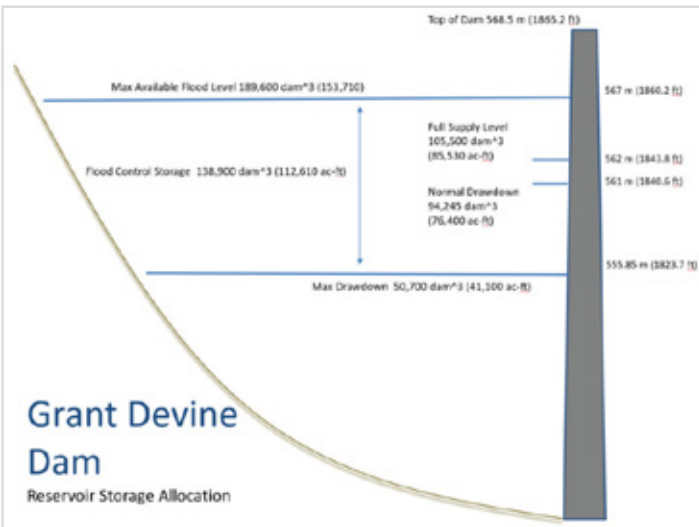 Top of Dam 568.5 m (1865.2 ft)
Max Available Flood Level 189,600 dam^3 (153,710)
567 m (1860.2 ft)
Full Supply Level
105,500 dam^3
(85,530 ac-ft)
562 m (1843.8 ft)
Flood Control Storage 138,900 dam^3 (112,610 ac-ft)
561 m (1840.6 ft)
Normal Drawdown
94,245 dam^3
(76,400 ac-ft)
555.85 m (1823.7 ft)
Max Drawdown 50,700 dam^3 (41,100 ac-ft)
Grant Devine
Dam
Reservoir Storage Allocation